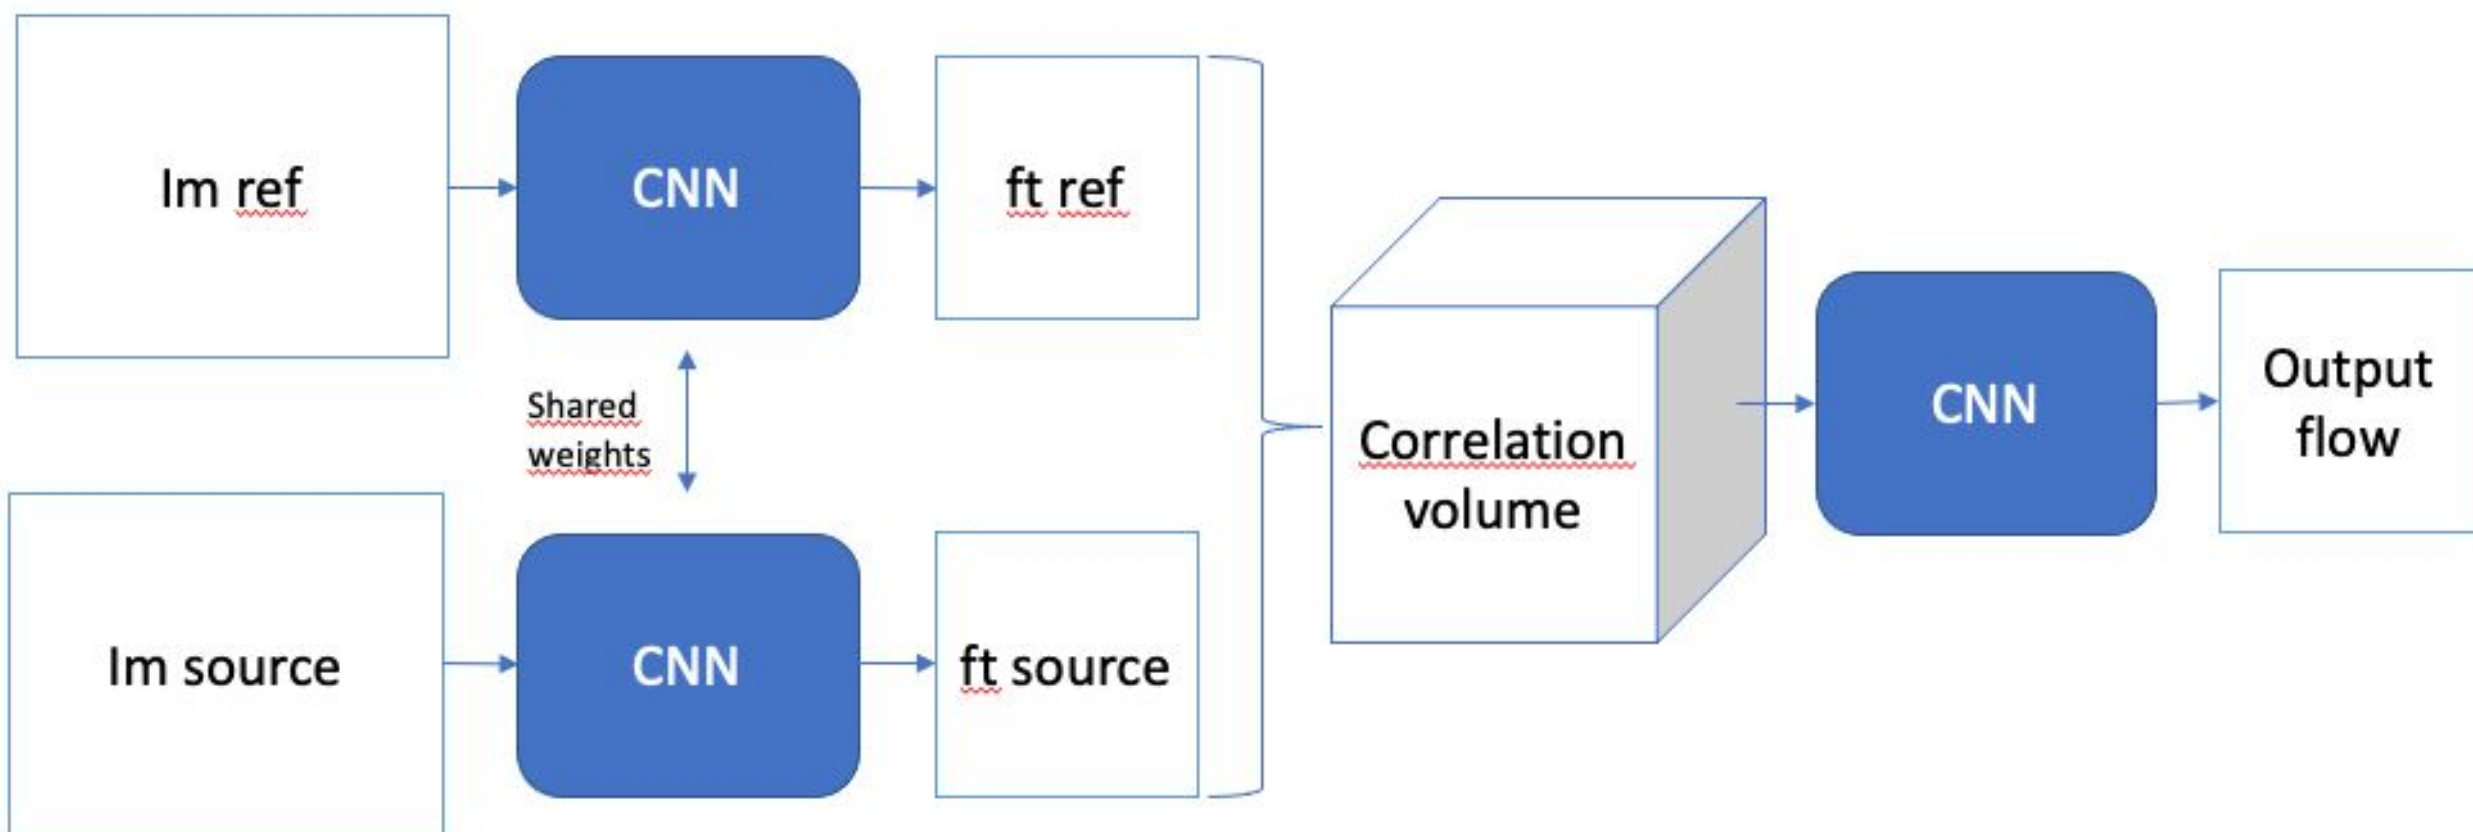 Im ref
CNN
ft ref
Shared
weights
Im source
CNN
ft source
Correlation
volume
CNN
Output
flow